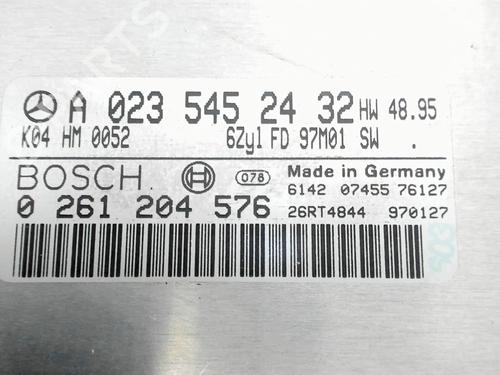 A 023 545 24 32 HW 48.95
K04 HM 0052 6Zyl FD 97M01 SW .
BOSCH 078 Made in Germany
6142 07455 76127
0 261 204 576 26RT4844 970127
903